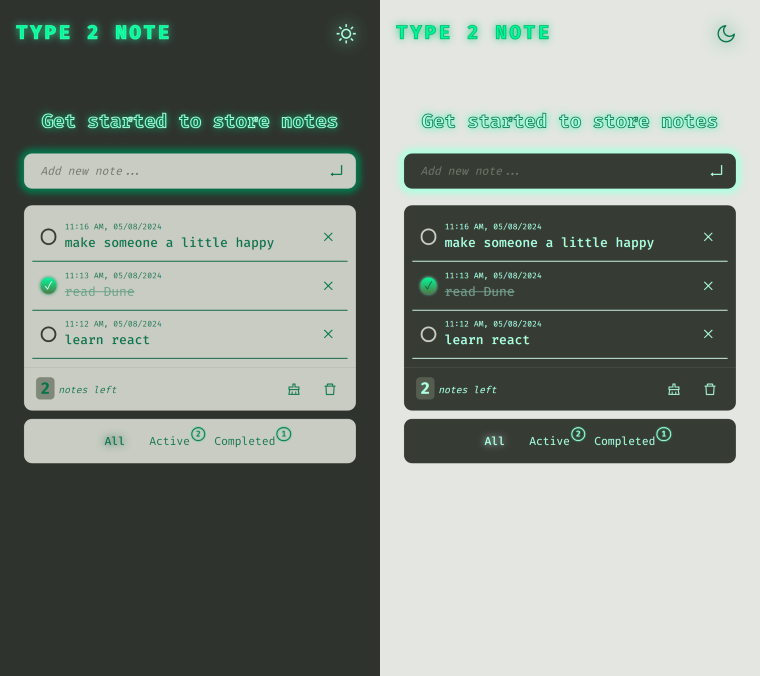 TYPE 2 NOTE
Get started to store notes
Add new note...
11:16 AM, 05/08/2024
make someone a little happy
11:13 AM, 05/08/2024
read Dune
11:12 AM, 05/08/2024
learn react
2 notes left
All Active 2 Completed 1
TYPE 2 NOTE
Get started to store notes
Add new note...
11:16 AM, 05/08/2024
make someone a little happy
11:13 AM, 05/08/2024
read Dune
11:12 AM, 05/08/2024
learn react
2 notes left
All Active 2 Completed 1